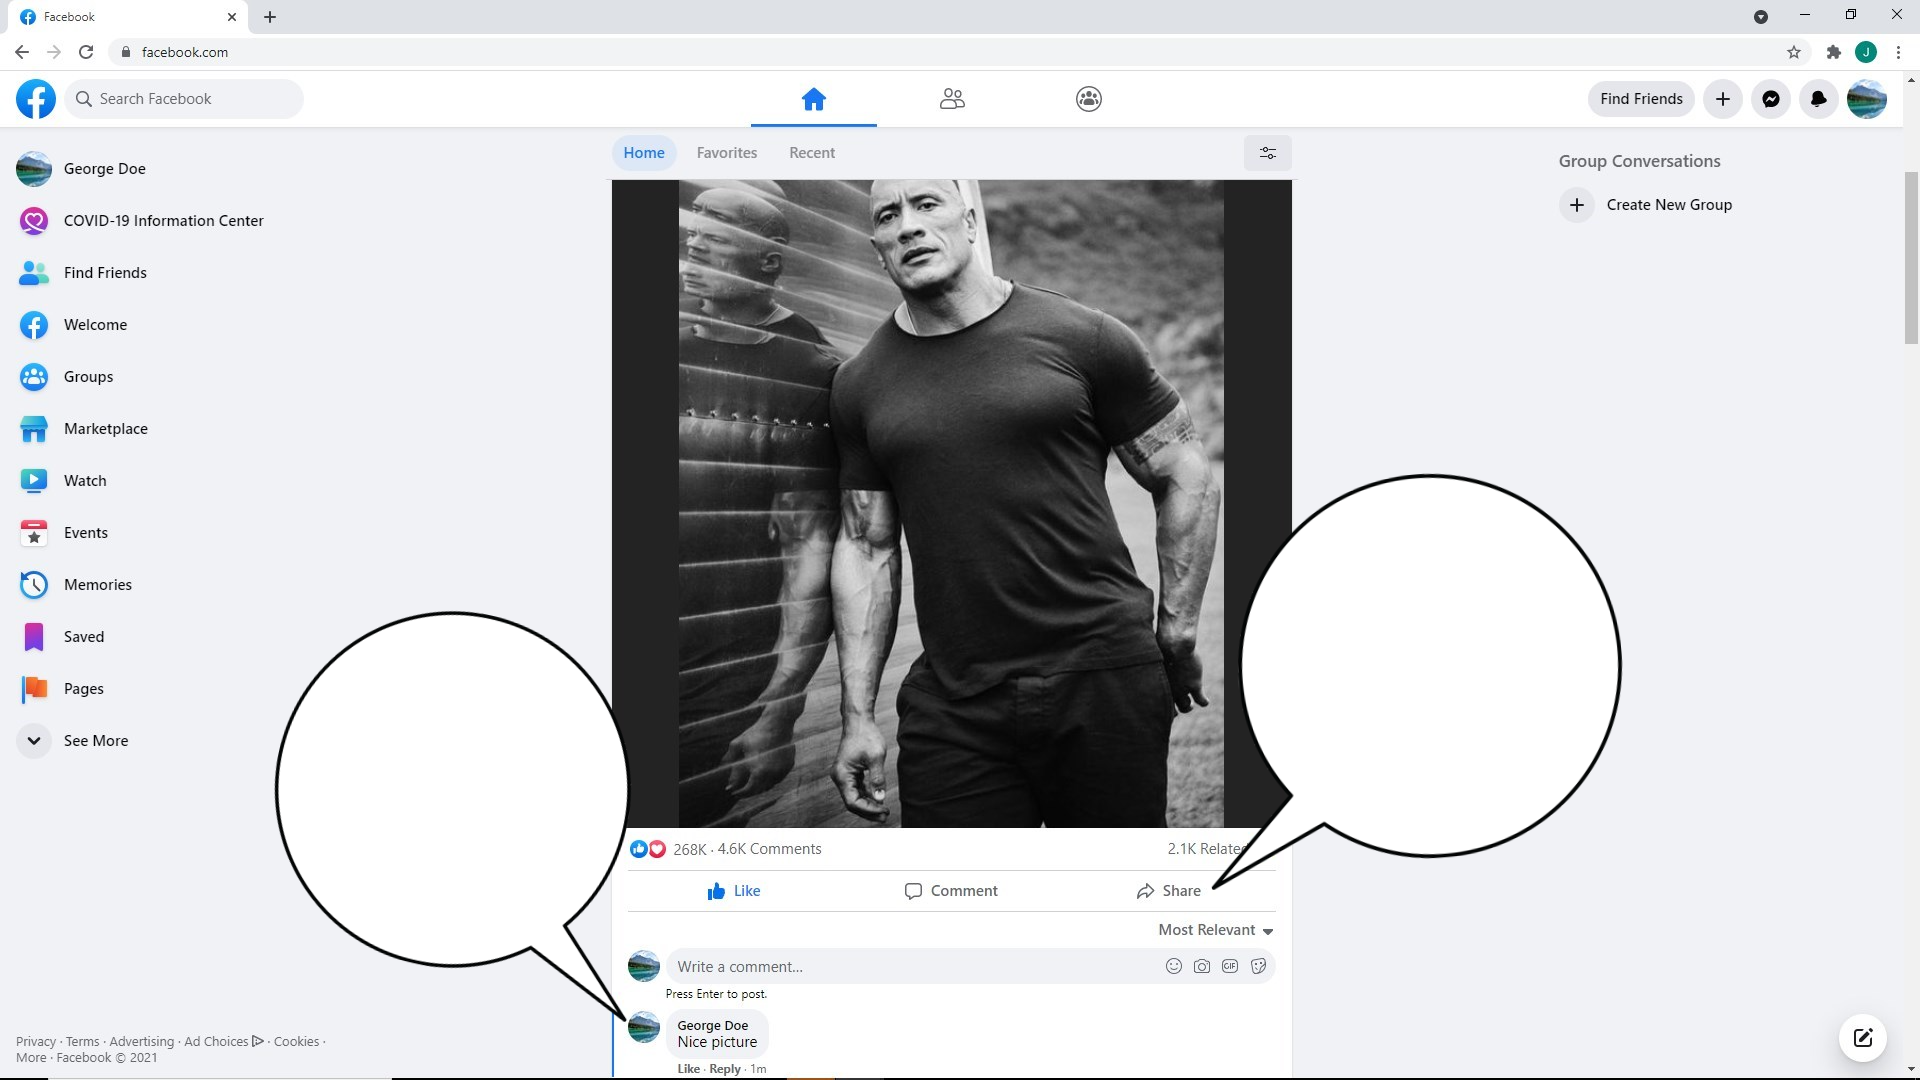 Facebook
facebook.com
Search Facebook
Find Friends
J
George Doe
COVID-19 Information Center
Find Friends
Welcome
Groups
Marketplace
Watch
Events
Memories
Saved
Pages
See More
Privacy · Terms · Advertising · Ad Choices · Cookies ·
More · Facebook © 2021
Home Favorites Recent
268K · 4.6K Comments
2.1K
Like Comment Share
Most Relevant
Write a comment...
GIF
Press Enter to post.
George Doe
Nice picture
Like · Reply · 1m
Group Conversations
Create New Group